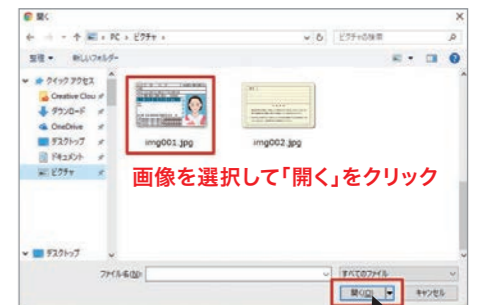 開く
PC › ピクチャ
ピクチャの検索
整理 新しいフォルダー
クイック アクセス
Creative Clou
ダウンロード
OneDrive
デスクトップ
ドキュメント
ピクチャ
デスクトップ
img001.jpg
img002.jpg
画像を選択して「開く」をクリック
ファイル名(N):
すべてのファイル
開く(O)
キャンセル